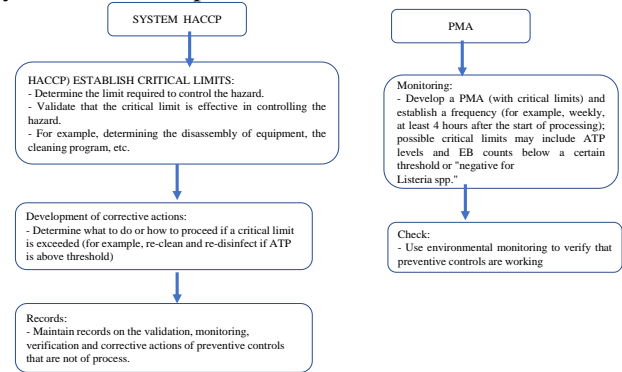 SYSTEM HACCP
HACCP) ESTABLISH CRITICAL LIMITS:
- Determine the limit required to control the hazard.
- Validate that the critical limit is effective in controlling the
hazard.
- For example, determining the disassembly of equipment, the
cleaning program, etc.
Development of corrective actions:
- Determine what to do or how to proceed if a critical limit
is exceeded (for example, re-clean and re-disinfect if ATP
is above threshold)
Records:
- Maintain records on the validation, monitoring,
verification and corrective actions of preventive controls
that are not of process.
PMA
Monitoring:
- Develop a PMA (with critical limits) and
establish a frequency (for example, weekly,
at least 4 hours after the start of processing);
possible critical limits may include ATP
levels and EB counts below a certain
threshold or "negative for
Listeria spp."
Check:
- Use environmental monitoring to verify that
preventive controls are working